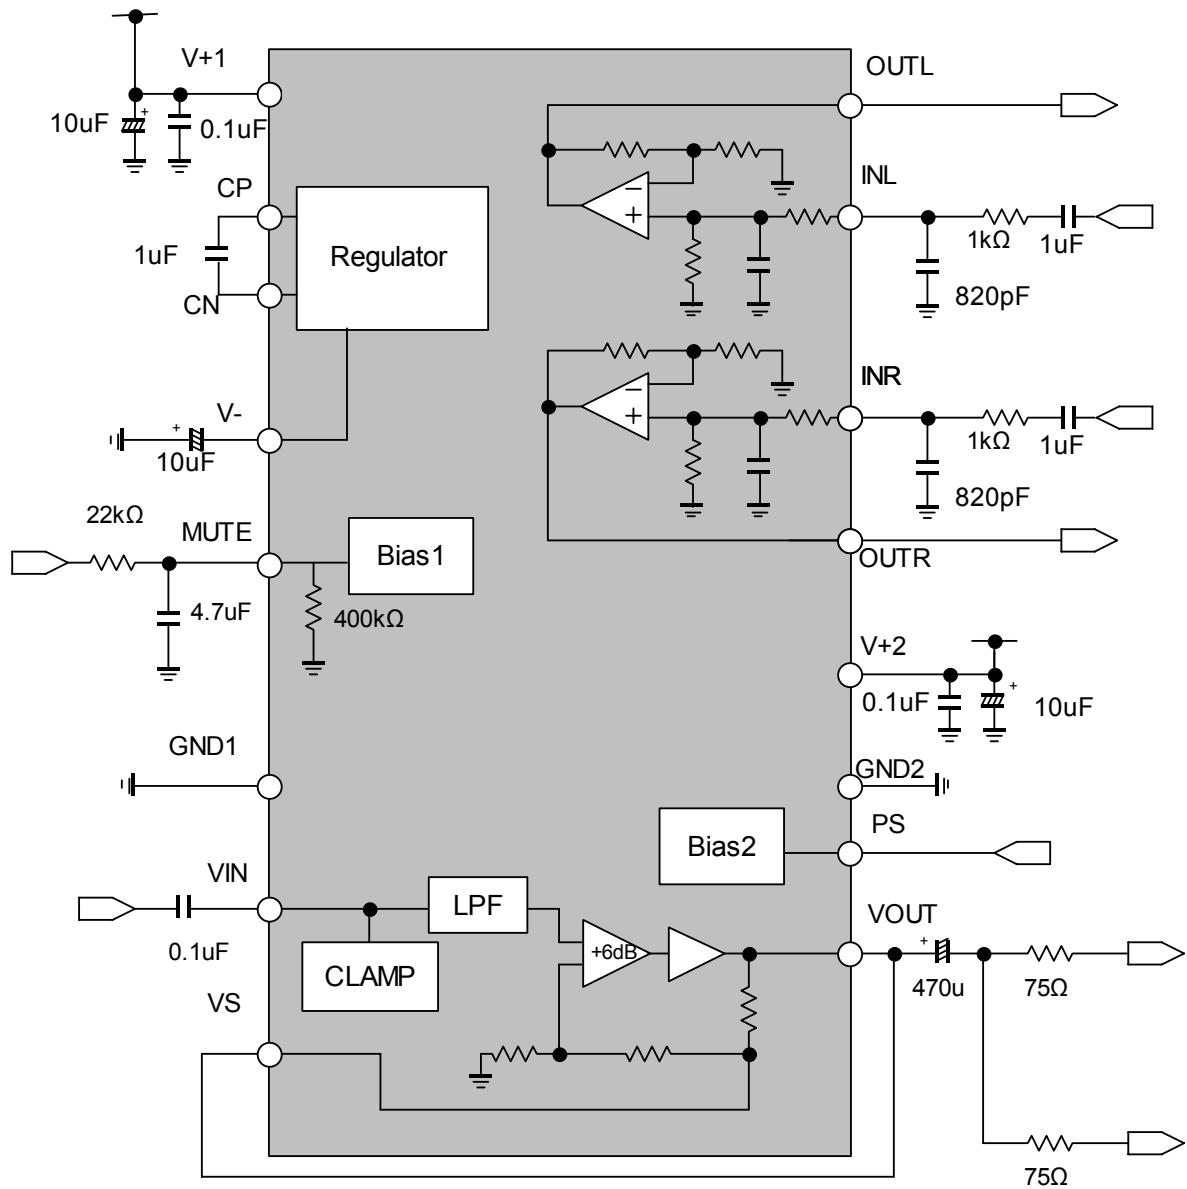 V+1
OUTL
10uF
+
0.1uF
CP
INL
−
+
1uF
Regulator
1kΩ
1uF
CN
820pF
INR
V-
−
+
+
10uF
1kΩ
1uF
22kΩ
820pF
MUTE
Bias1
OUTR
4.7uF
400kΩ
V+2
0.1uF
+
10uF
GND1
GND2
PS
Bias2
VIN
LPF
VOUT
0.1uF
CLAMP
+6dB
+
470u
75Ω
VS
75Ω